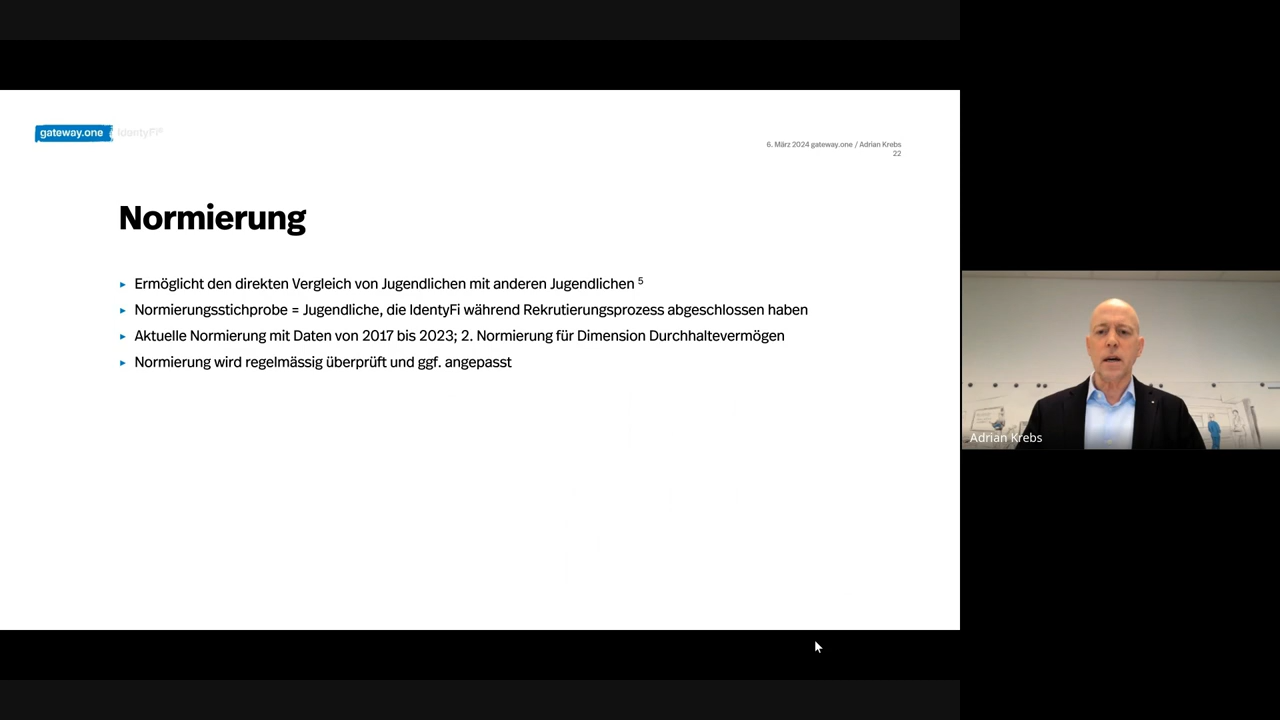 gateway.one IdentyFi®
6. März 2024 gateway.one / Adrian Krebs
22
Normierung
▸ Ermöglicht den direkten Vergleich von Jugendlichen mit anderen Jugendlichen ⁵
▸ Normierungsstichprobe = Jugendliche, die IdentyFi während Rekrutierungsprozess abgeschlossen haben
▸ Aktuelle Normierung mit Daten von 2017 bis 2023; 2. Normierung für Dimension Durchhaltevermögen
▸ Normierung wird regelmässig überprüft und ggf. angepasst
Adrian Krebs